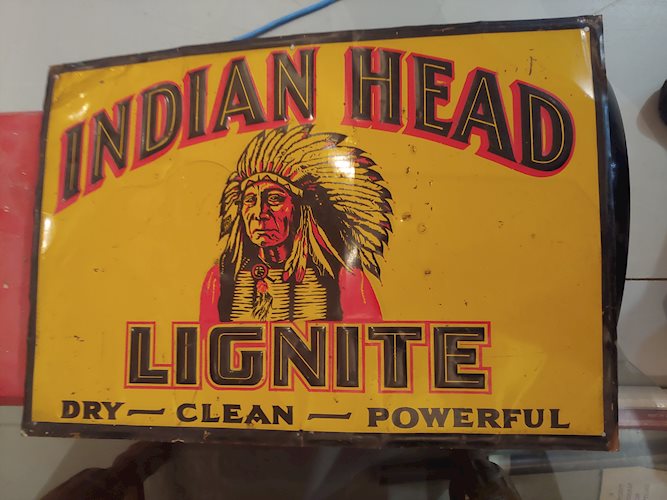 INDIAN HEAD
LIGNITE
DRY — CLEAN — POWERFUL